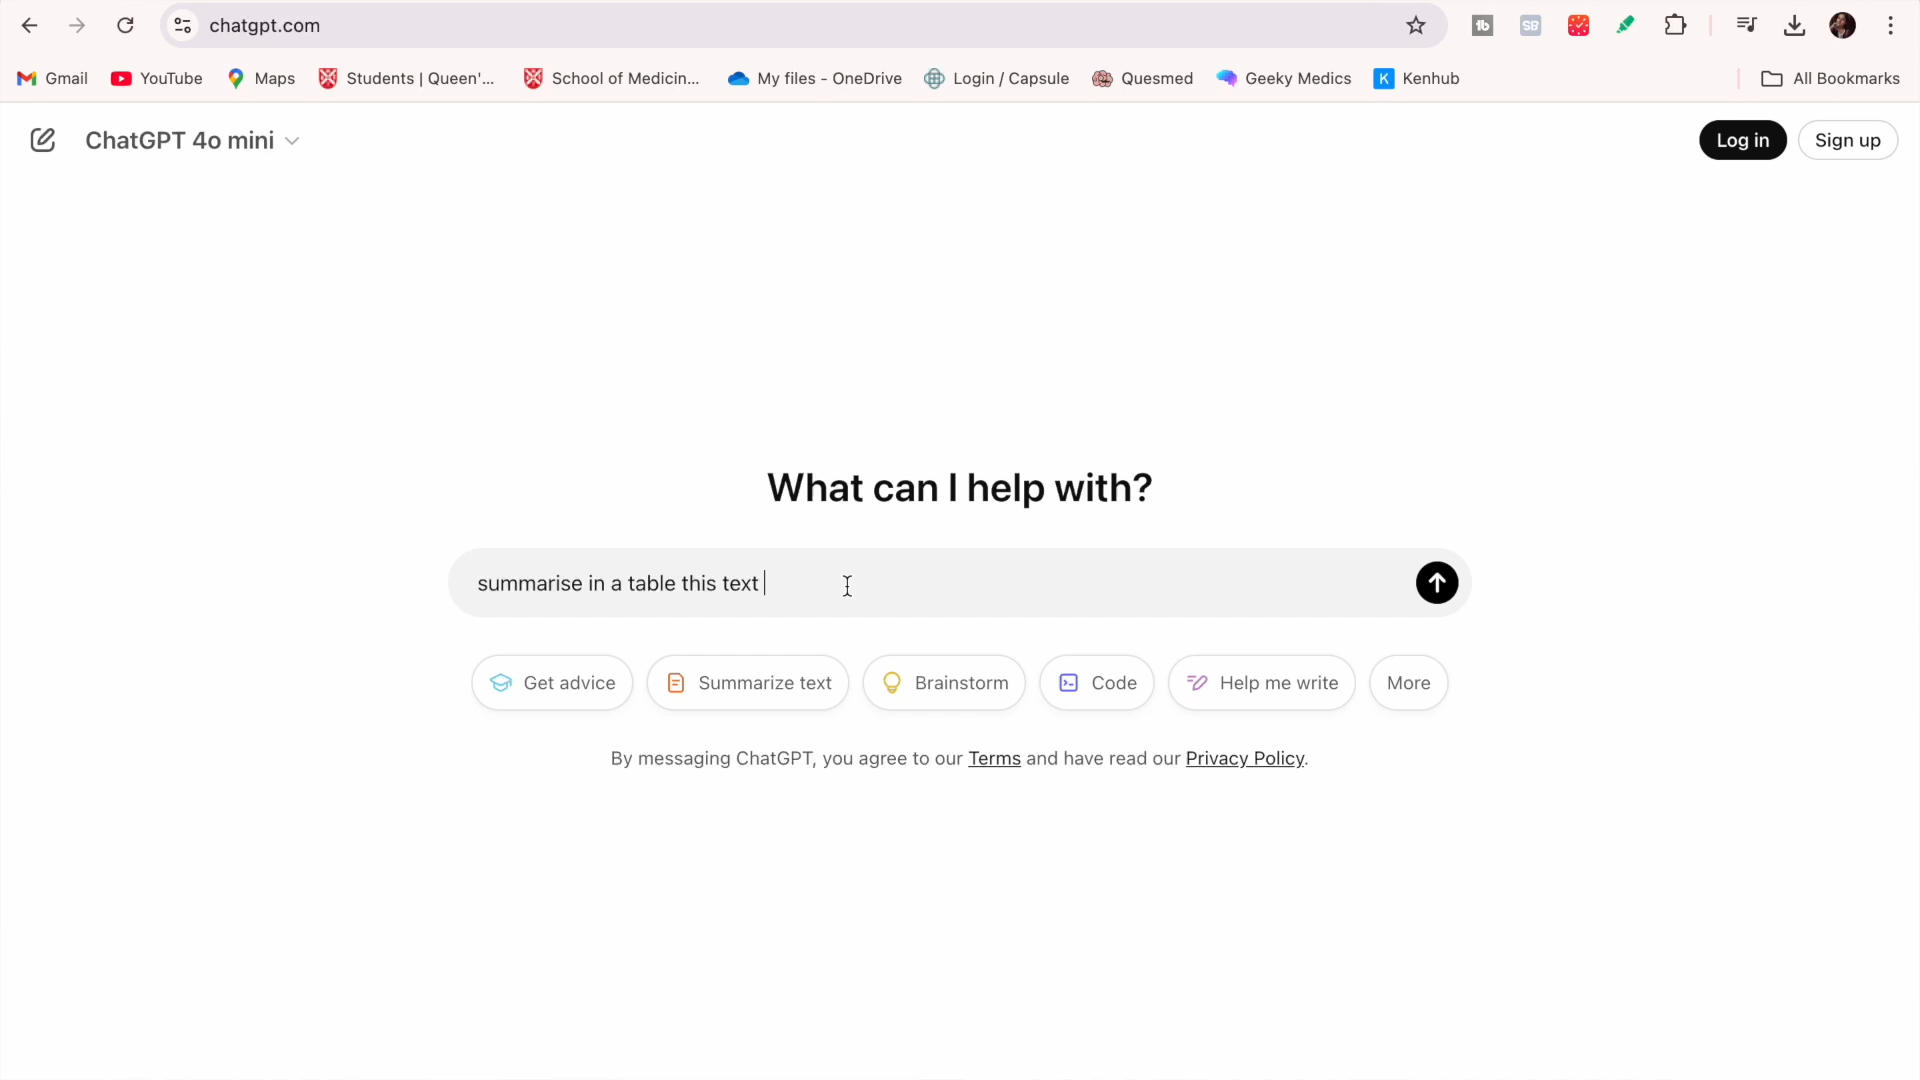 chatgpt.com
tb
SB
Gmail YouTube Maps Students | Queen'... School of Medicin... My files - OneDrive Login / Capsule Quesmed Geeky Medics K Kenhub All Bookmarks
ChatGPT 4o mini
Log in Sign up
What can I help with?
summarise in a table this text
Get advice Summarize text Brainstorm Code Help me write More
By messaging ChatGPT, you agree to our Terms and have read our Privacy Policy.